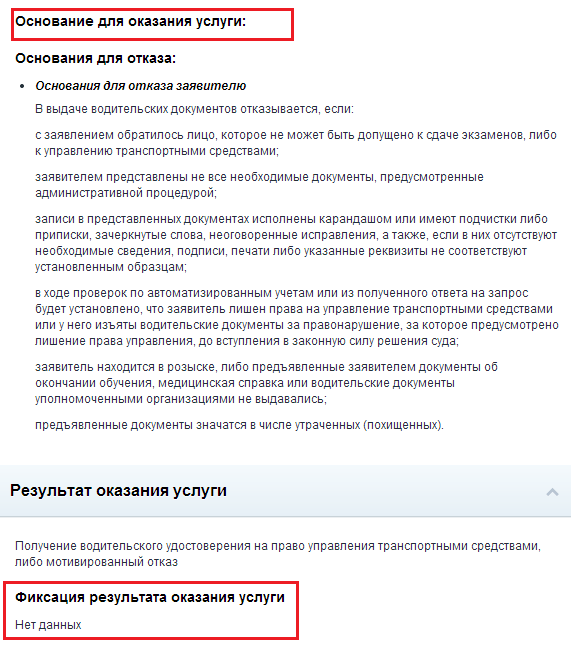 Основание для оказания услуги:
Основания для отказа:
Основания для отказа заявителю
В выдаче водительских документов отказывается, если:
с заявлением обратилось лицо, которое не может быть допущено к сдаче экзаменов, либо
к управлению транспортными средствами;
заявителем представлены не все необходимые документы, предусмотренные
административной процедурой;
записи в представленных документах исполнены карандашом или имеют подчистки либо
приписки, зачеркнутые слова, неоговоренные исправления, а также, если в них отсутствуют
необходимые сведения, подписи, печати либо указанные реквизиты не соответствуют
установленным образцам;
в ходе проверок по автоматизированным учетам или из полученного ответа на запрос
будет установлено, что заявитель лишен права на управление транспортными средствами
или у него изъяты водительские документы за правонарушение, за которое предусмотрено
лишение права управления, до вступления в законную силу решения суда;
заявитель находится в розыске, либо предъявленные заявителем документы об
окончании обучения, медицинская справка или водительские документы
уполномоченными организациями не выдавались;
предъявленные документы значатся в числе утраченных (похищенных).
Результат оказания услуги
Получение водительского удостоверения на право управления транспортными средствами,
либо мотивированный отказ
Фиксация результата оказания услуги
Нет данных